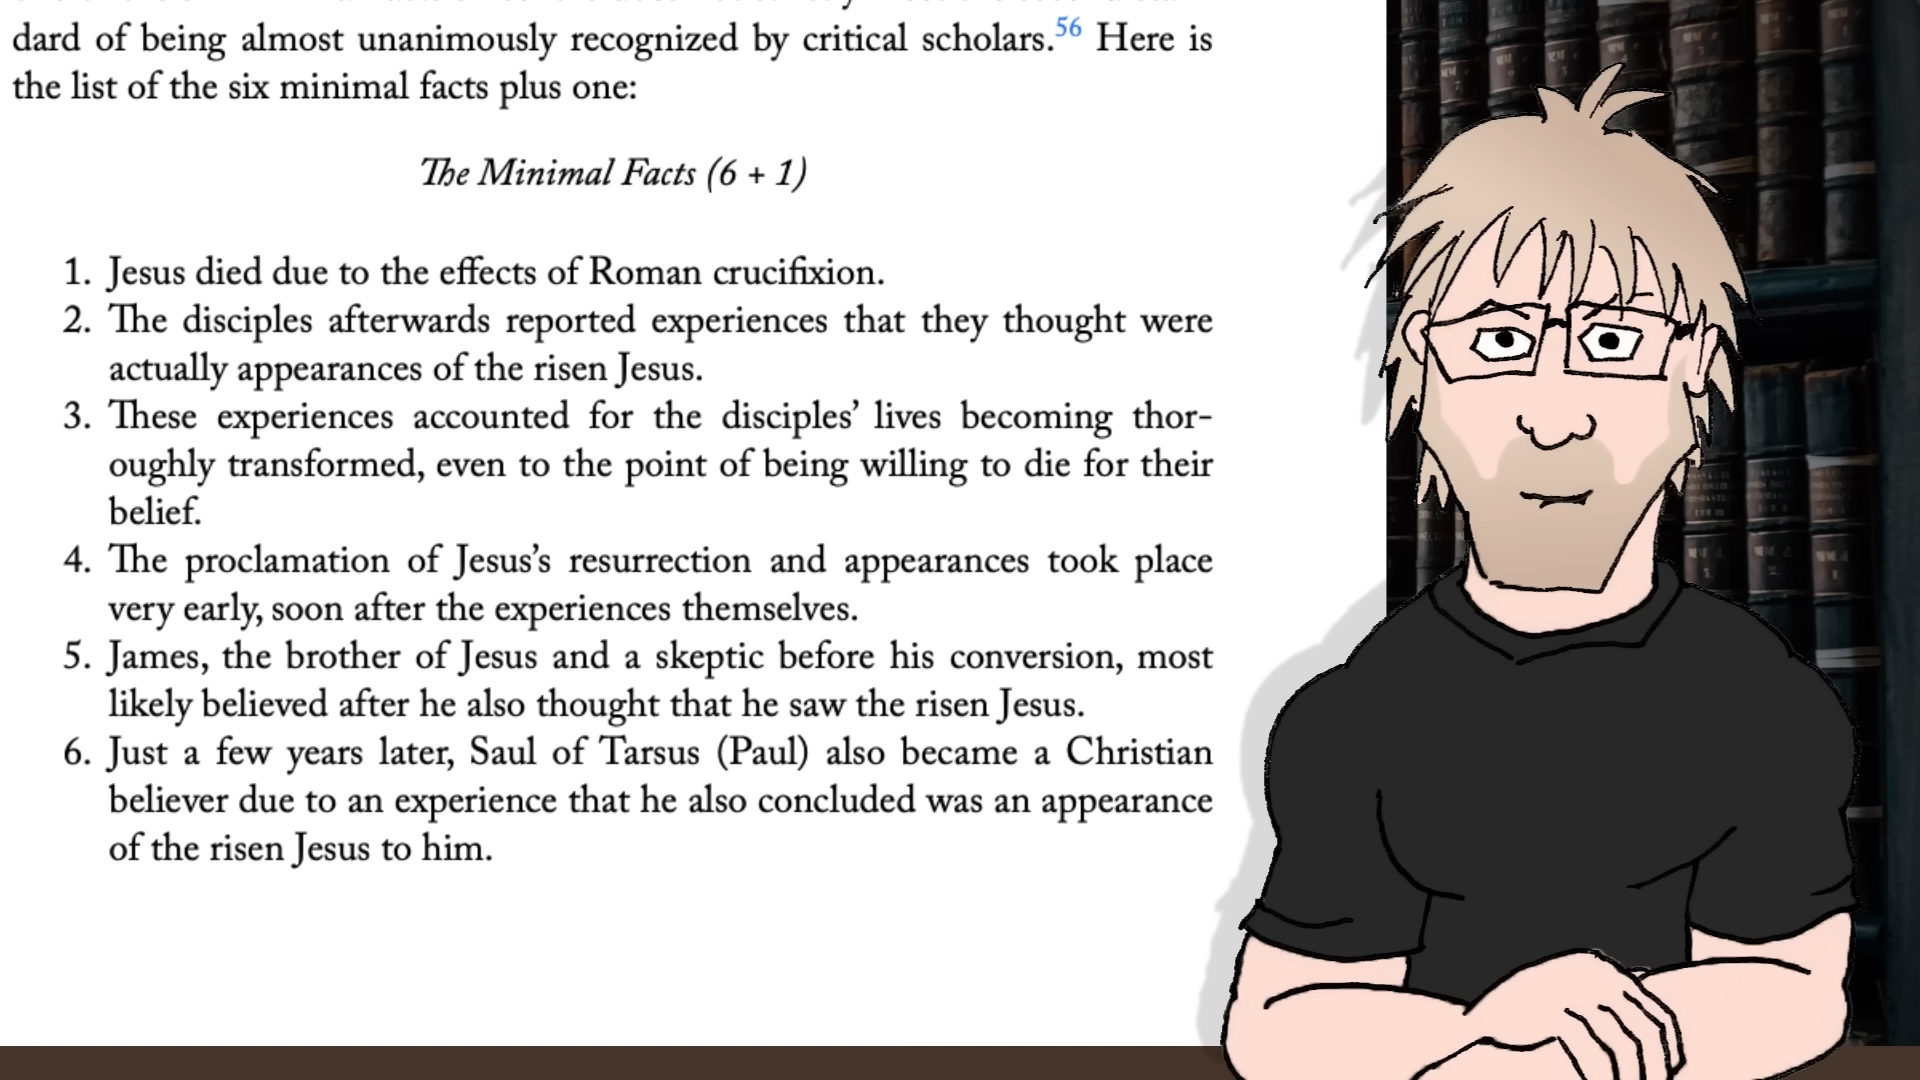 dard of being almost unanimously recognized by critical scholars.56 Here is
the list of the six minimal facts plus one:
The Minimal Facts (6 + 1)
1. Jesus died due to the effects of Roman crucifixion.
2. The disciples afterwards reported experiences that they thought were
actually appearances of the risen Jesus.
3. These experiences accounted for the disciples’ lives becoming thor-
oughly transformed, even to the point of being willing to die for their
belief.
4. The proclamation of Jesus’s resurrection and appearances took place
very early, soon after the experiences themselves.
5. James, the brother of Jesus and a skeptic before his conversion, most
likely believed after he also thought that he saw the risen Jesus.
6. Just a few years later, Saul of Tarsus (Paul) also became a Christian
believer due to an experience that he also concluded was an appearance
of the risen Jesus to him.